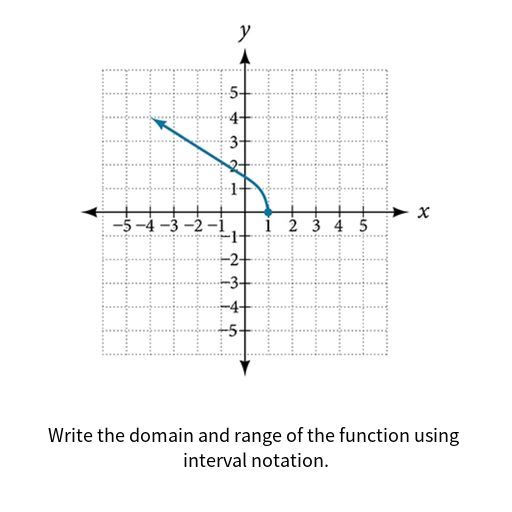 y
5
4
3
2
1
−5 −4 −3 −2 −1 1 2 3 4 5 x
−1
−2
−3
−4
−5
Write the domain and range of the function using
interval notation.